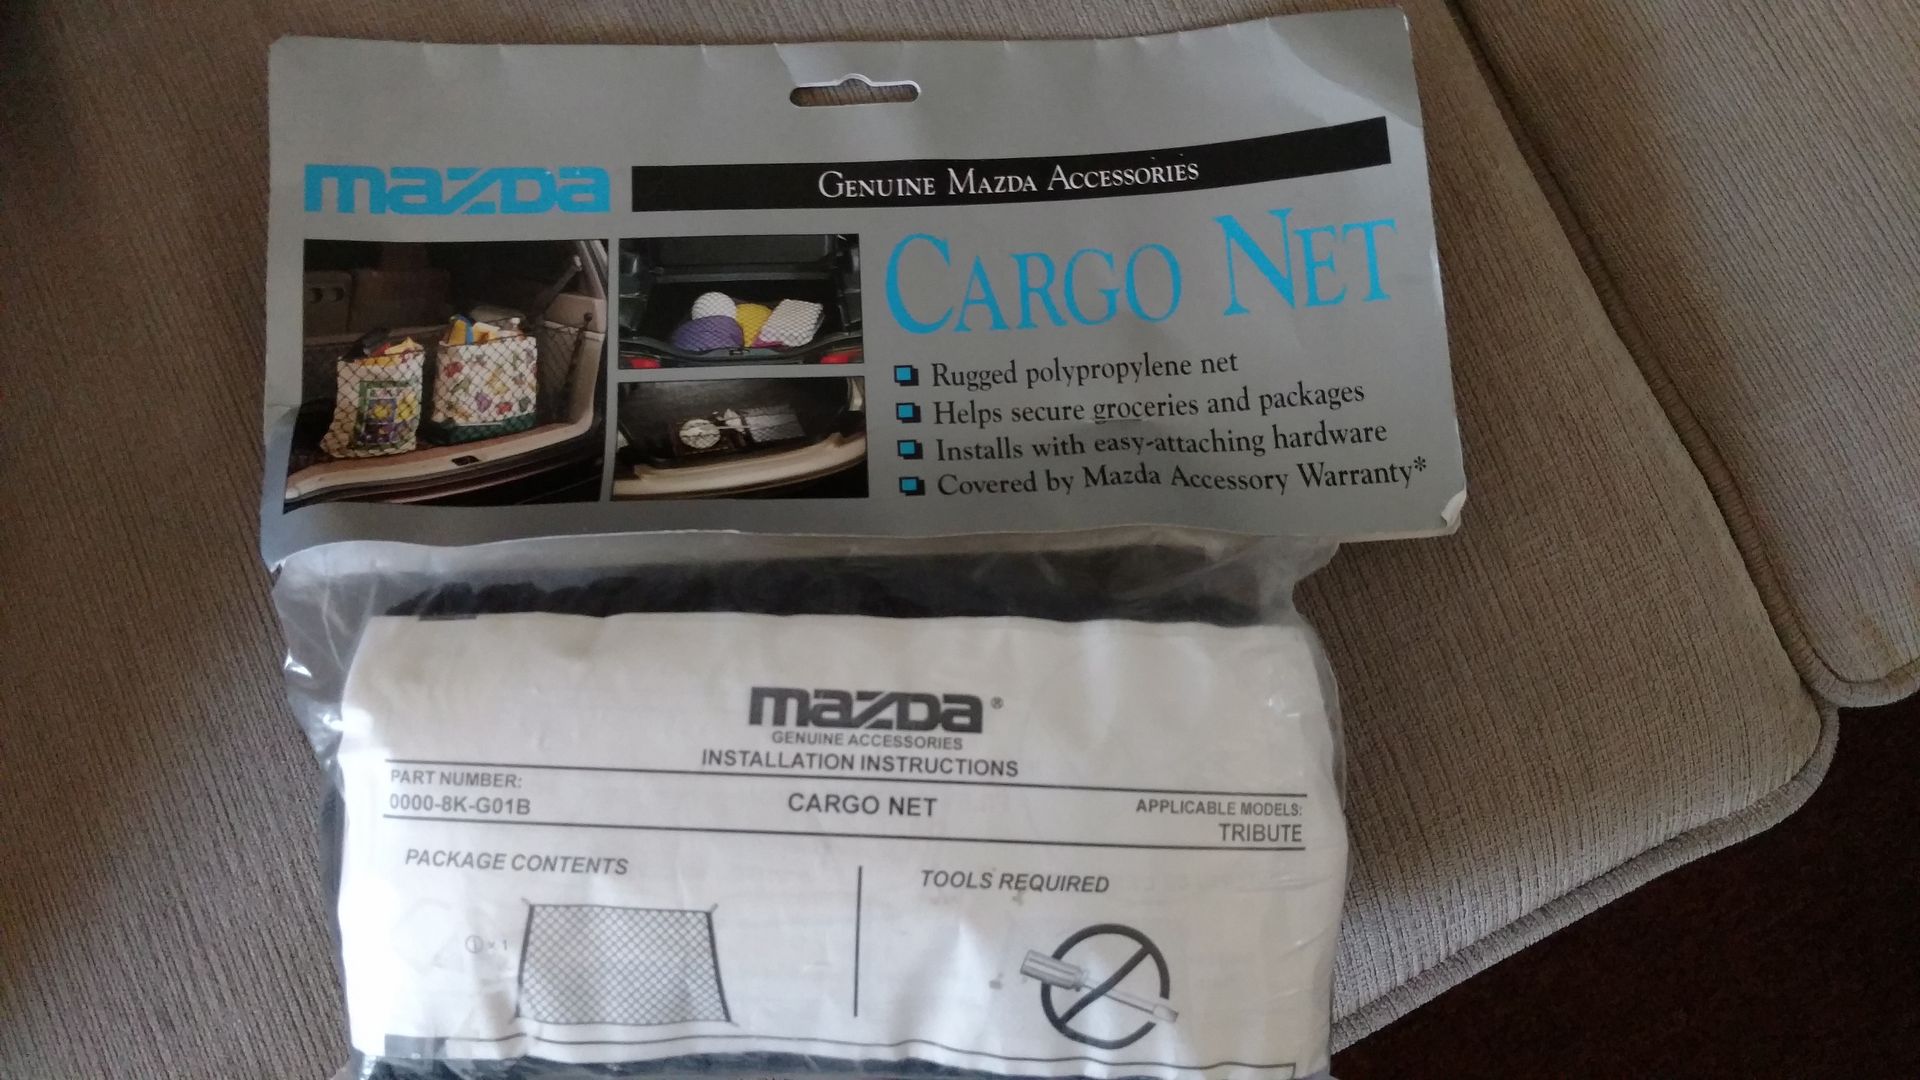 mazda
GENUINE MAZDA ACCESSORIES
CARGO NET
Rugged polypropylene net
Helps secure groceries and packages
Installs with easy-attaching hardware
Covered by Mazda Accessory Warranty*
mazda®
GENUINE ACCESSORIES
INSTALLATION INSTRUCTIONS
PART NUMBER:
0000-8K-G01B
CARGO NET
APPLICABLE MODELS:
TRIBUTE
PACKAGE CONTENTS
TOOLS REQUIRED
① x 1